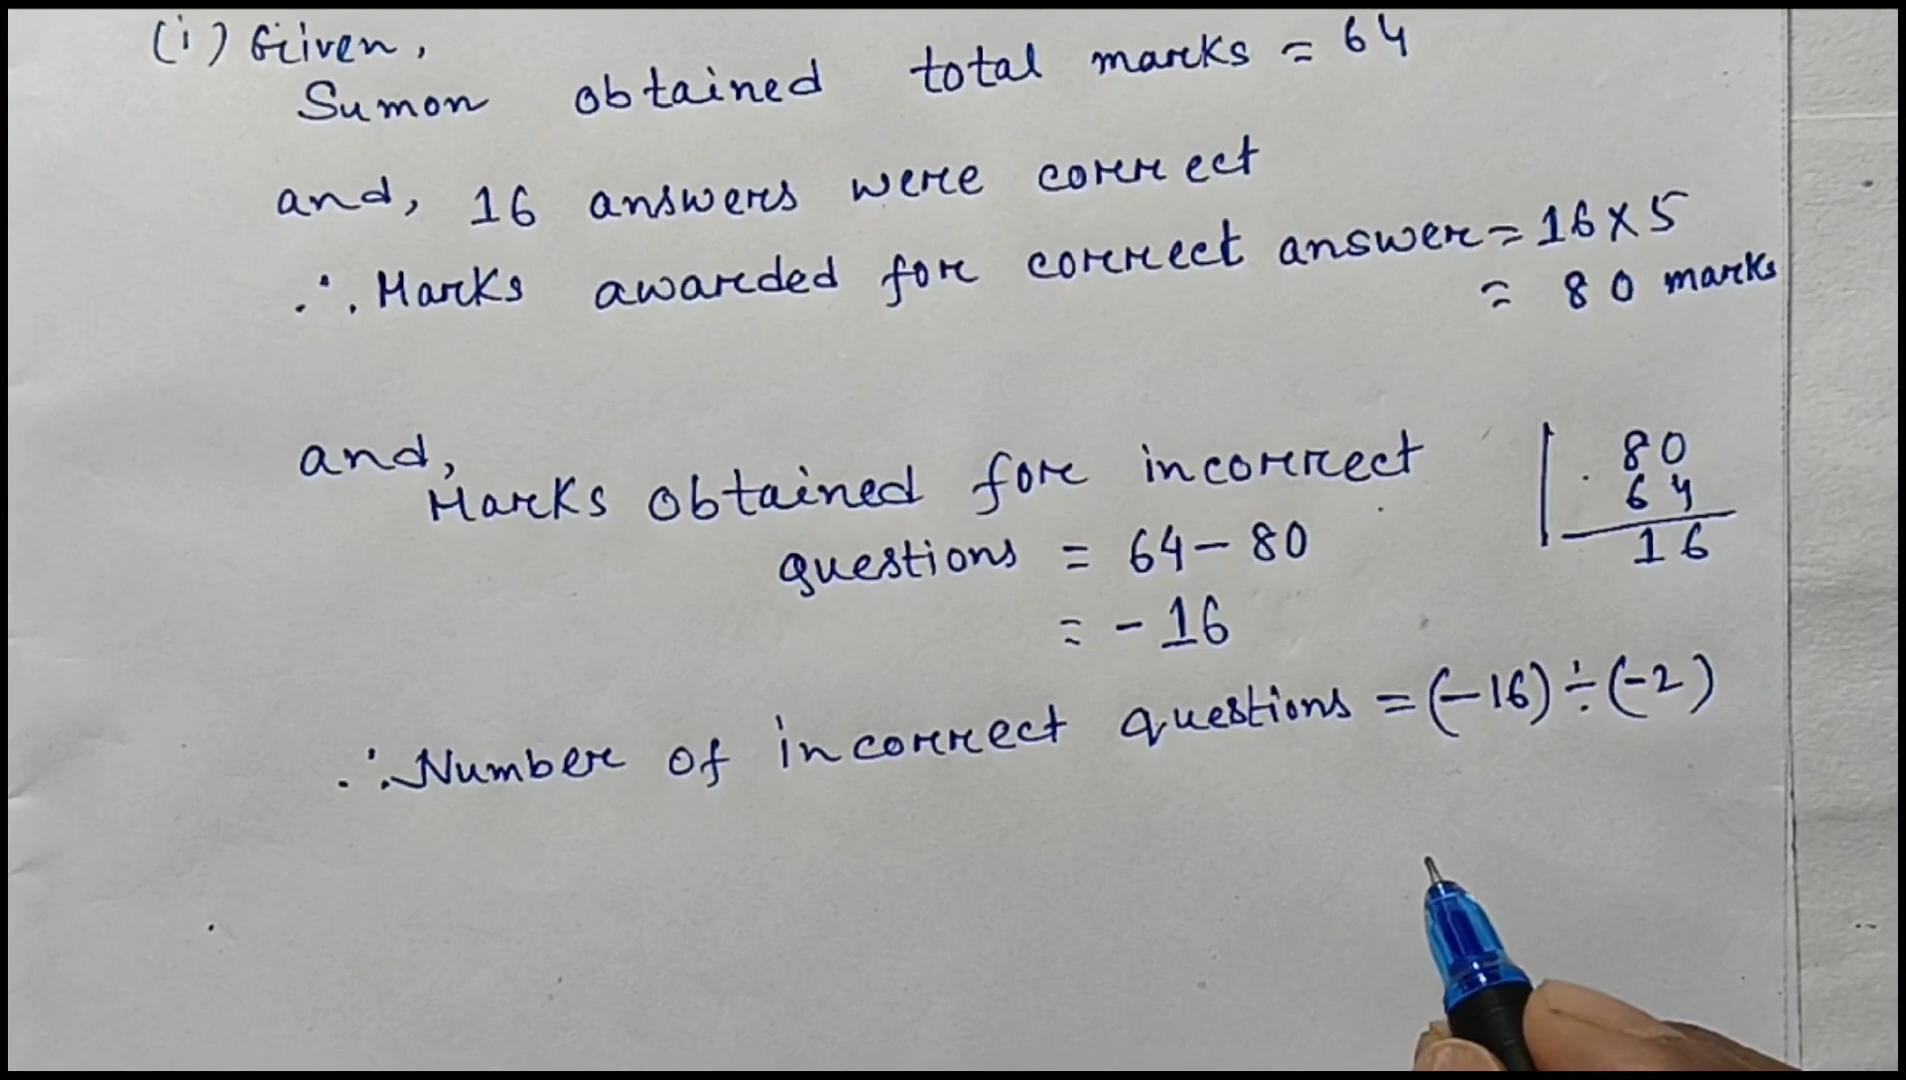 (i) Given,
Sumon obtained total marks = 64
and, 16 answers were correct
∴ Marks awarded for correct answer = 16 × 5
= 80 marks
and,
Marks obtained for incorrect
questions = 64 - 80
= - 16
80
64
16
∴ Number of incorrect questions = (-16) ÷ (-2)